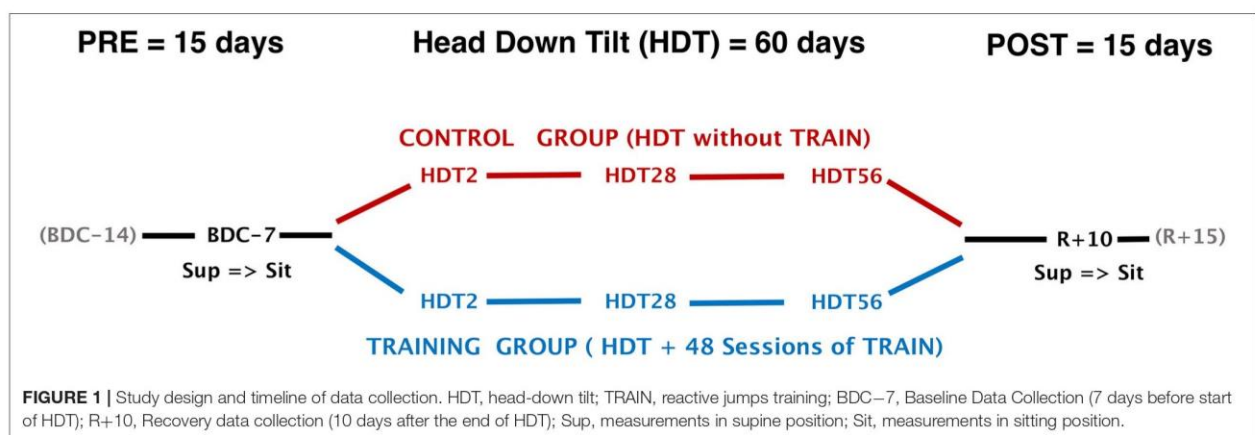 PRE = 15 days
Head Down Tilt (HDT) = 60 days
POST = 15 days
CONTROL GROUP (HDT without TRAIN)
HDT2
HDT28
HDT56
(BDC-14)
BDC-7
R+10
(R+15)
Sup => Sit
Sup => Sit
HDT2
HDT28
HDT56
TRAINING GROUP ( HDT + 48 Sessions of TRAIN)
FIGURE 1 | Study design and timeline of data collection. HDT, head-down tilt; TRAIN, reactive jumps training; BDC−7, Baseline Data Collection (7 days before start
of HDT); R+10, Recovery data collection (10 days after the end of HDT); Sup, measurements in supine position; Sit, measurements in sitting position.